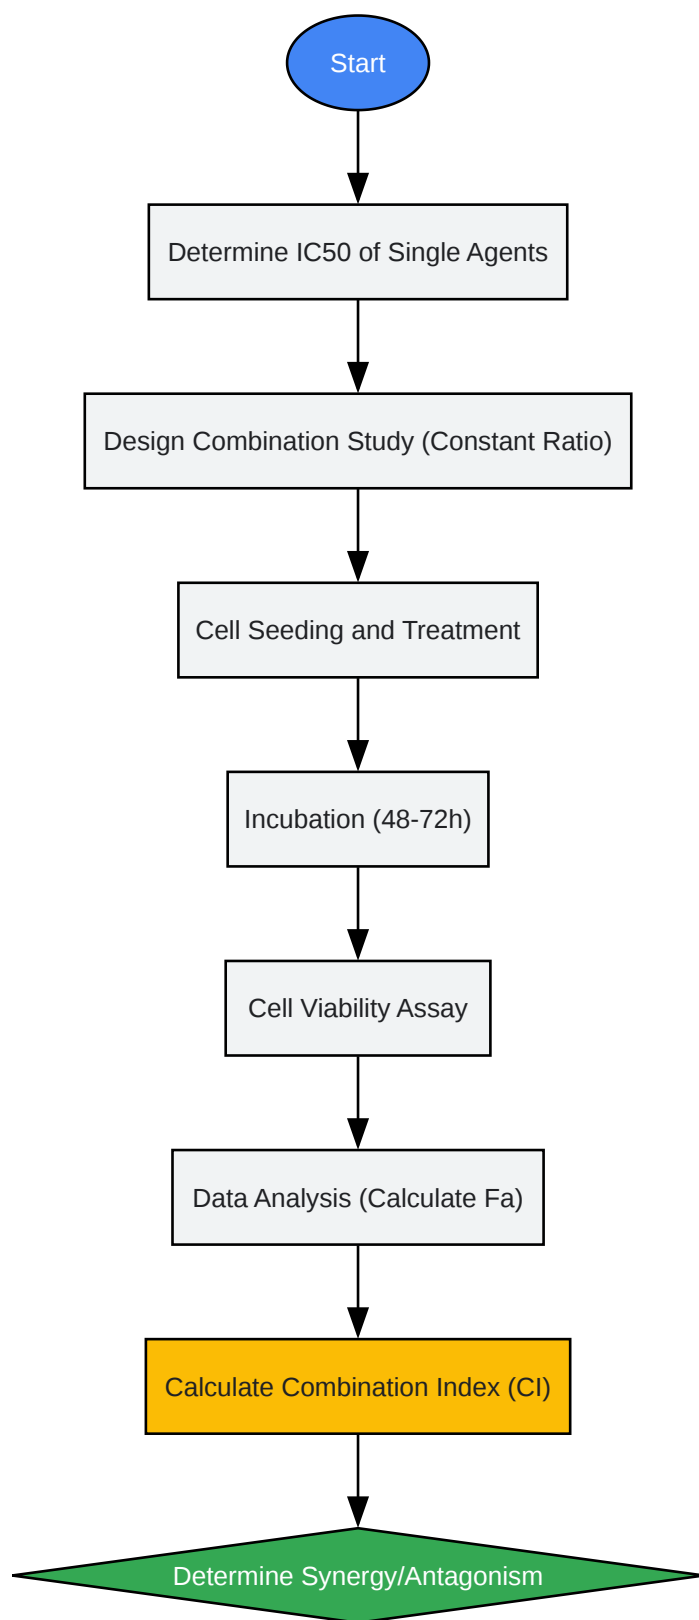 Start
Determine IC50 of Single Agents
Design Combination Study (Constant Ratio)
Cell Seeding and Treatment
Incubation (48-72h)
Cell Viability Assay
Data Analysis (Calculate Fa)
Calculate Combination Index (CI)
Determine Synergy/Antagonism